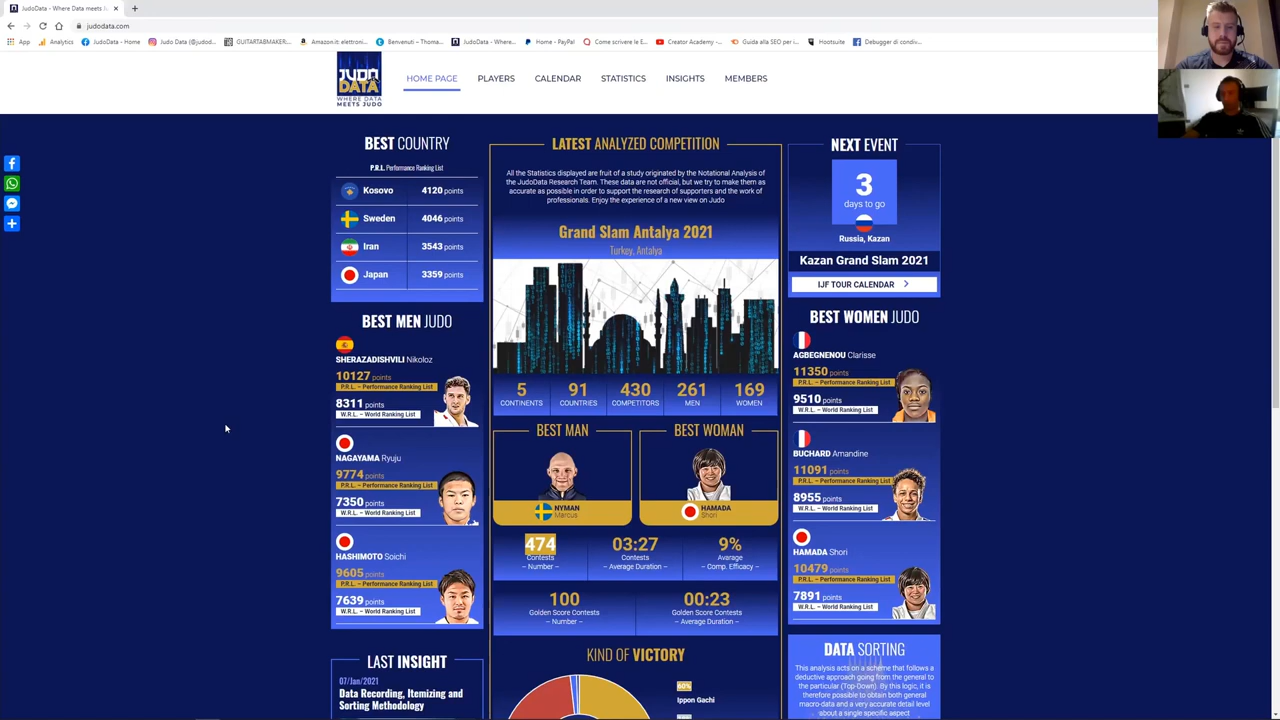 JudoData - Where Data meets Ju
judodata.com
App
Analytics
JudoData - Home
Judo Data (@judod...
GUITARTABMAKER:...
Amazon.it: elettroni...
Benvenuti – Thoma...
JudoData - Where...
Home - PayPal
Come scrivere le E...
Creator Academy -...
Guida alla SEO per i...
Hootsuite
Debugger di condiv...
JUDO
DATA
WHERE DATA
MEETS JUDO
HOME PAGE
PLAYERS
CALENDAR
STATISTICS
INSIGHTS
MEMBERS
BEST COUNTRY
P.R.L. Performance Ranking List
Kosovo 4120 points
Sweden 4046 points
Iran 3543 points
Japan 3359 points
BEST MEN JUDO
SHERAZADISHVILI Nikoloz
10127 points
P.R.L. – Performance Ranking List
8311 points
W.R.L. – World Ranking List
NAGAYAMA Ryuju
9774 points
P.R.L. – Performance Ranking List
7350 points
W.R.L. – World Ranking List
HASHIMOTO Soichi
9605 points
P.R.L. – Performance Ranking List
7639 points
W.R.L. – World Ranking List
LAST INSIGHT
07/Jan/2021
Data Recording, Itemizing and
Sorting Methodology
LATEST ANALYZED COMPETITION
All the Statistics displayed are fruit of a study originated by the Notational Analysis of
the JudoData Research Team. These data are not official, but we try to make them as
accurate as possible in order to support the research of supporters and the work of
professionals. Enjoy the experience of a new view on Judo
Grand Slam Antalya 2021
Turkey, Antalya
5 91 430 261 169
CONTINENTS COUNTRIES COMPETITORS MEN WOMEN
BEST MAN
NYMAN
Marcus
BEST WOMAN
HAMADA
Shori
474 03:27 9%
Contests Contests Avarage
– Number – – Average Duration – – Comp. Efficacy –
100 00:23
Golden Score Contests Golden Score Contests
– Number – – Average Duration –
KIND OF VICTORY
60%
Ippon Gachi
NEXT EVENT
3
days to go
Russia, Kazan
Kazan Grand Slam 2021
IJF TOUR CALENDAR
BEST WOMEN JUDO
AGBEGNENOU Clarisse
11350 points
P.R.L. – Performance Ranking List
9510 points
W.R.L. – World Ranking List
BUCHARD Amandine
11091 points
P.R.L. – Performance Ranking List
8955 points
W.R.L. – World Ranking List
HAMADA Shori
10479 points
P.R.L. – Performance Ranking List
7891 points
W.R.L. – World Ranking List
DATA SORTING
This analysis acts on a scheme that follows a
deductive approach going from the general to
the particular (Top-Down). By this logic, it is
therefore possible to obtain both general
macro-data and a very accurate detail level
about a single specific aspect